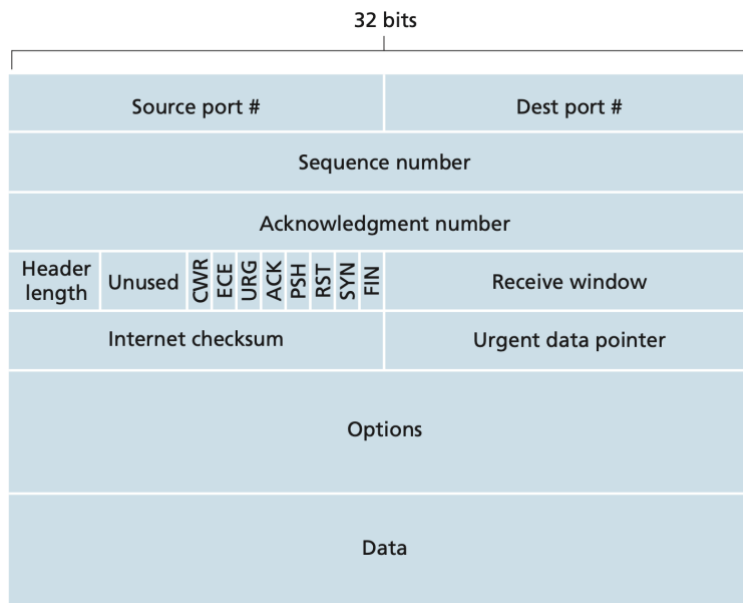 32 bits
Source port #
Dest port #
Sequence number
Acknowledgment number
Header
length
Unused
CWR
ECE
URG
ACK
PSH
RST
SYN
FIN
Receive window
Internet checksum
Urgent data pointer
Options
Data